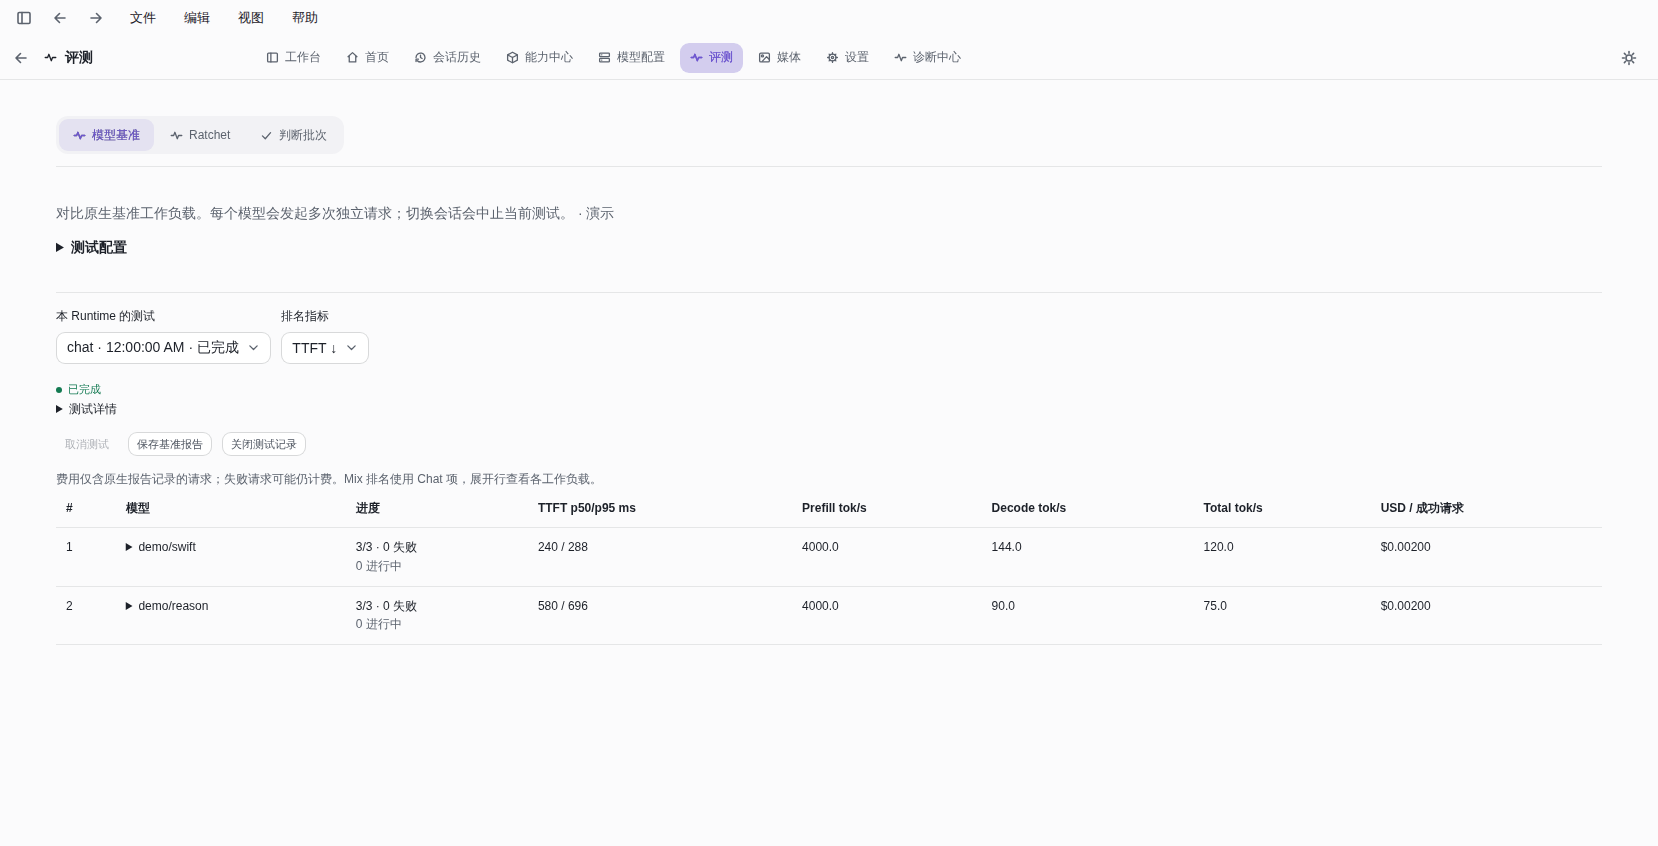 文件 编辑 视图 帮助
评测 工作台 首页 会话历史 能力中心 模型配置 评测 媒体 设置 诊断中心
模型基准 Ratchet 判断批次
对比原生基准工作负载。每个模型会发起多次独立请求；切换会话会中止当前测试。 · 演示
测试配置
本 Runtime 的测试 排名指标
chat · 12:00:00 AM · 已完成 TTFT ↓
已完成
测试详情
取消测试 保存基准报告 关闭测试记录
费用仅含原生报告记录的请求；失败请求可能仍计费。Mix 排名使用 Chat 项，展开行查看各工作负载。
# 模型 进度 TTFT p50/p95 ms Prefill tok/s Decode tok/s Total tok/s USD / 成功请求
1 demo/swift 3/3 · 0 失败 240 / 288 4000.0 144.0 120.0 $0.00200
0 进行中
2 demo/reason 3/3 · 0 失败 580 / 696 4000.0 90.0 75.0 $0.00200
0 进行中